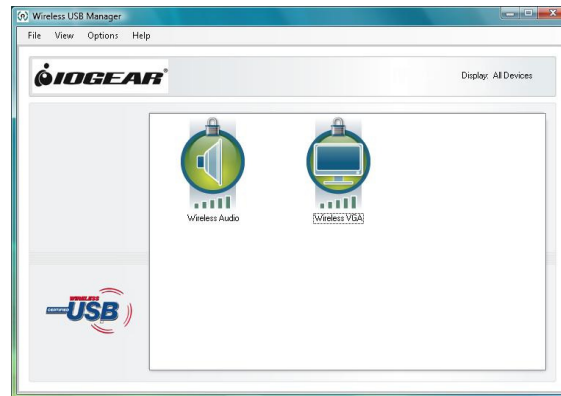 Wireless USB Manager
File View Options Help
IOGEAR®
Display: All Devices
Wireless Audio
Wireless VGA
WIRELESS
CERTIFIED
USB